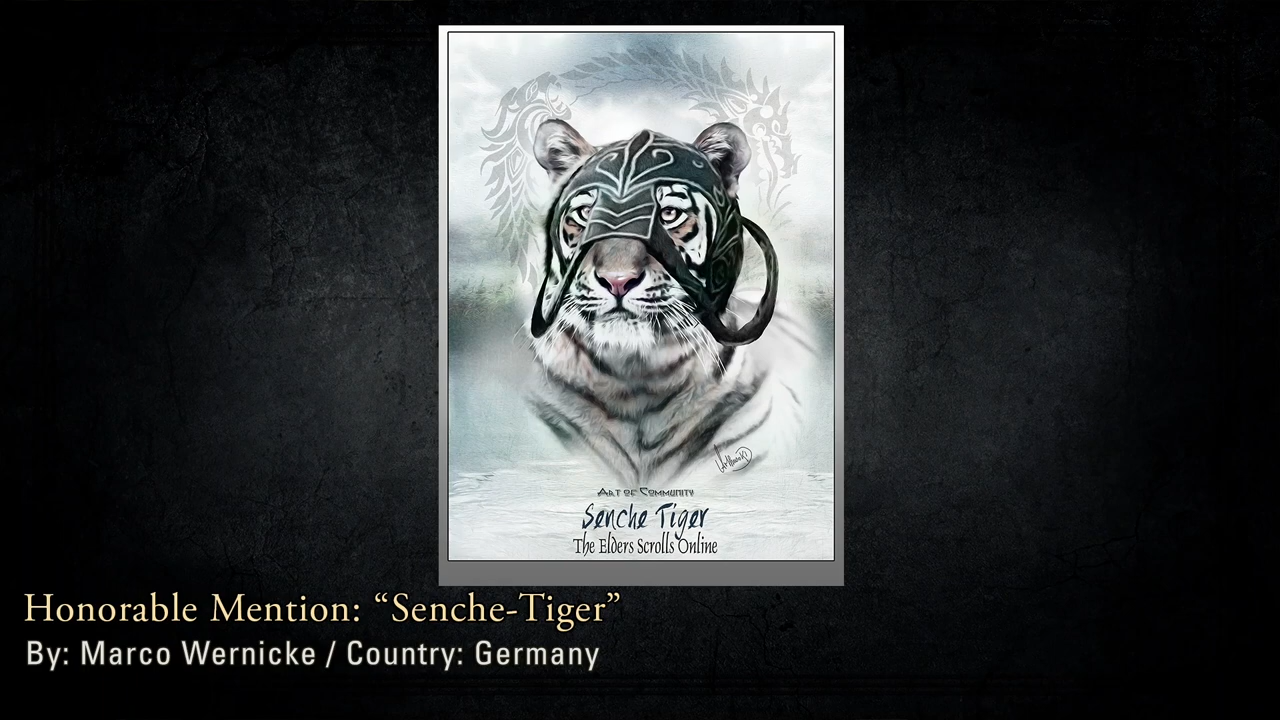 Art of Community
Senche Tiger
The Elders Scrolls Online
Honorable Mention: “Senche-Tiger”
By: Marco Wernicke / Country: Germany